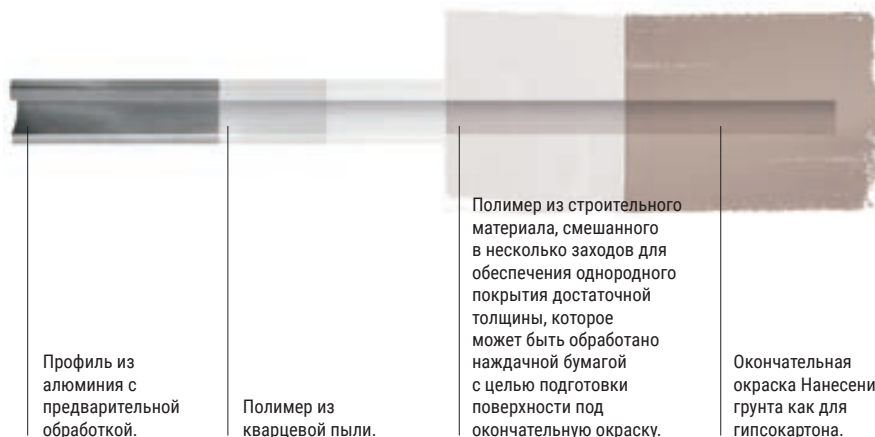 Профиль из
алюминия с
предварительной
обработкой.
Полимер из
кварцевой пыли.
Полимер из строительного
материала, смешанного
в несколько заходов для
обеспечения однородного
покрытия достаточной
толщины, которое
может быть обработано
наждачной бумагой
с целью подготовки
поверхности под
окончательную окраску.
Окончательная
окраска Нанесени
грунта как для
гипсокартона.